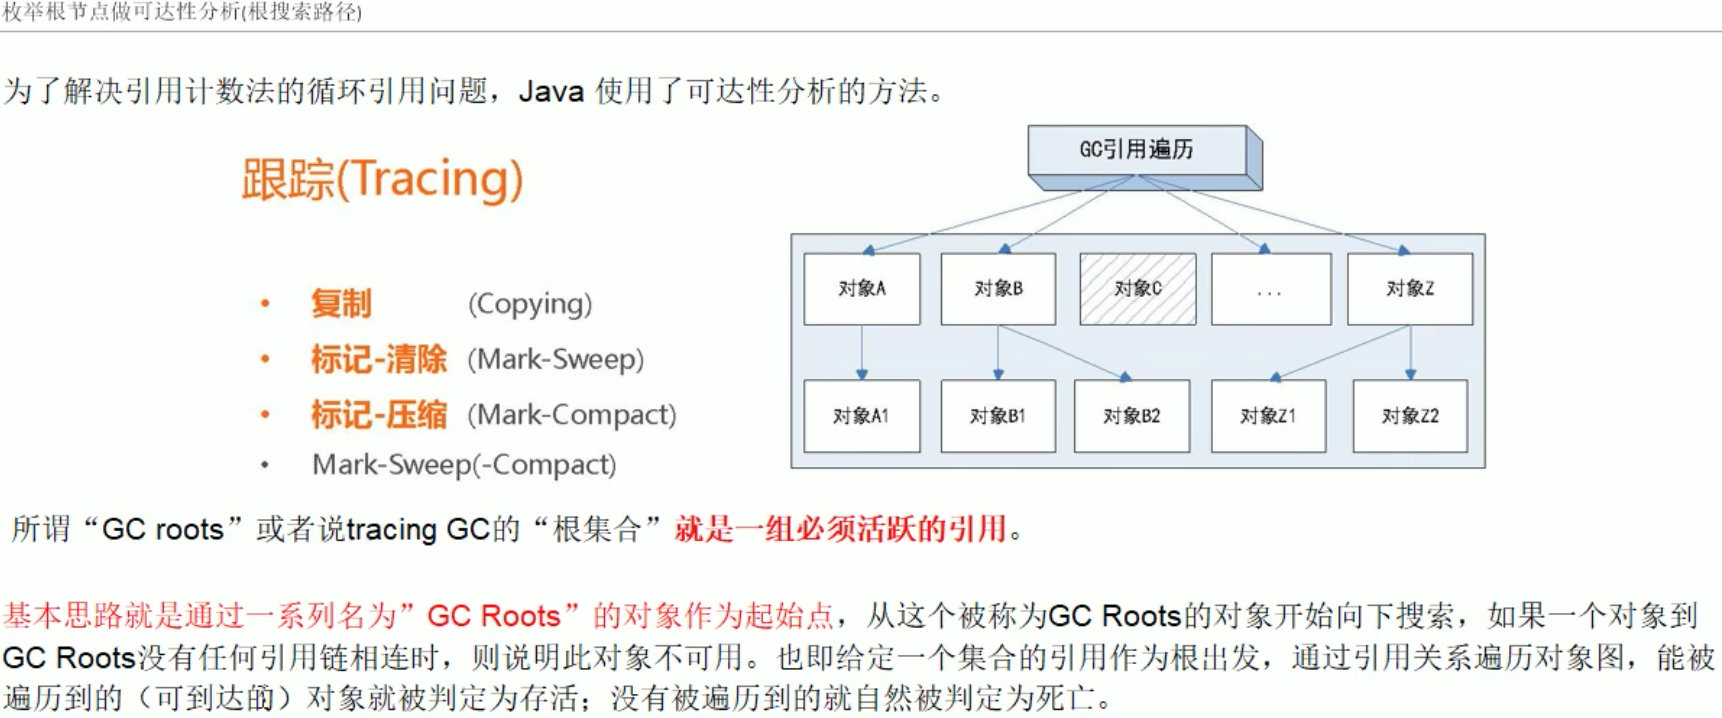 枚举根节点做可达性分析(根搜索路径)
为了解决引用计数法的循环引用问题，Java 使用了可达性分析的方法。
跟踪(Tracing)
• 复制 (Copying)
• 标记-清除 (Mark-Sweep)
• 标记-压缩 (Mark-Compact)
• Mark-Sweep(-Compact)
GC引用遍历
对象A 对象B 对象C ... 对象Z
对象A1 对象B1 对象B2 对象Z1 对象Z2
所谓“GC roots”或者说tracing GC的“根集合”就是一组必须活跃的引用。
基本思路就是通过一系列名为”GC Roots”的对象作为起始点，从这个被称为GC Roots的对象开始向下搜索，如果一个对象到
GC Roots没有任何引用链相连时，则说明此对象不可用。也即给定一个集合的引用作为根出发，通过引用关系遍历对象图，能被
遍历到的（可到达的）对象就被判定为存活；没有被遍历到的就自然被判定为死亡。